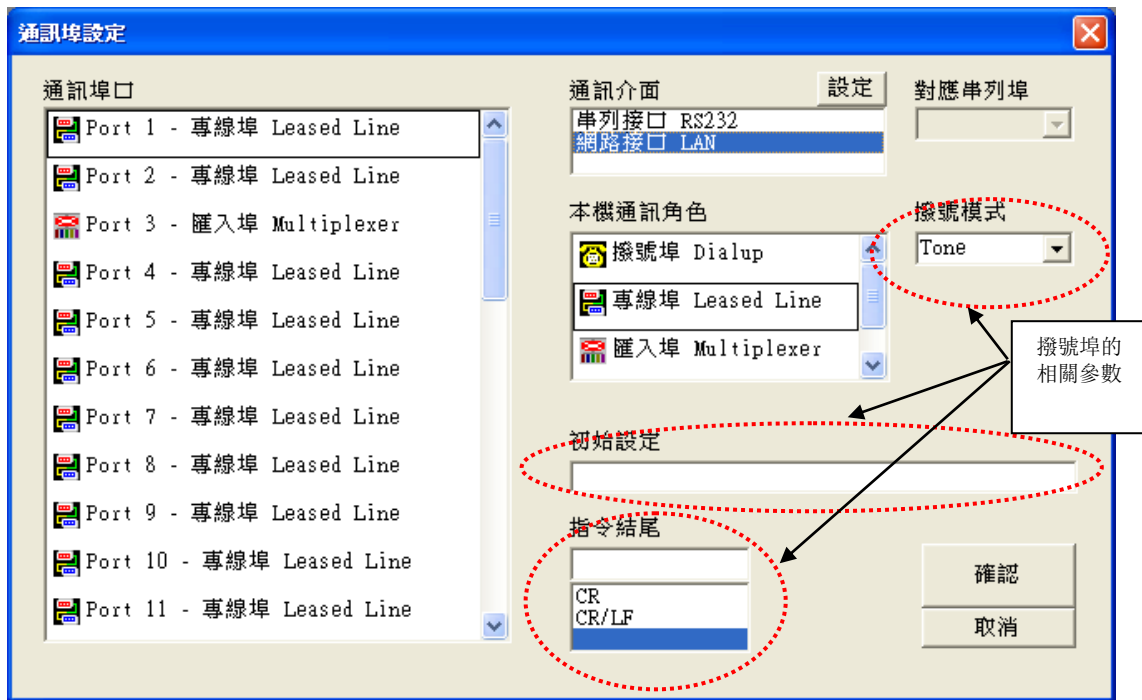 通訊埠設定
通訊埠口
Port 1 - 專線埠 Leased Line
Port 2 - 專線埠 Leased Line
Port 3 - 匯入埠 Multiplexer
Port 4 - 專線埠 Leased Line
Port 5 - 專線埠 Leased Line
Port 6 - 專線埠 Leased Line
Port 7 - 專線埠 Leased Line
Port 8 - 專線埠 Leased Line
Port 9 - 專線埠 Leased Line
Port 10 - 專線埠 Leased Line
Port 11 - 專線埠 Leased Line
通訊介面
設定
串列接口 RS232
網路接口 LAN
對應串列埠
本機通訊角色
撥號埠 Dialup
專線埠 Leased Line
匯入埠 Multiplexer
撥號模式
Tone
撥號埠的
相關參數
初始設定
指令結尾
CR
CR/LF
確認
取消